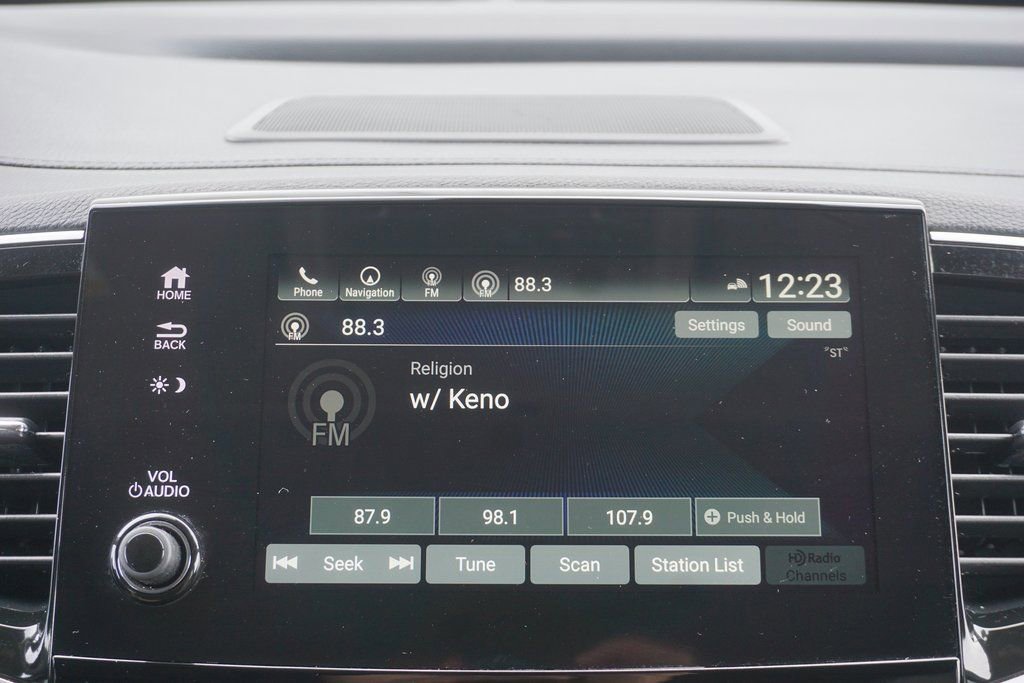 HOME
BACK
VOL
AUDIO
Phone
Navigation
FM
FM
88.3
12:23
FM
88.3
Settings
Sound
"ST"
Religion
w/ Keno
FM
87.9
98.1
107.9
Push & Hold
Seek
Tune
Scan
Station List
HD Radio
Channels